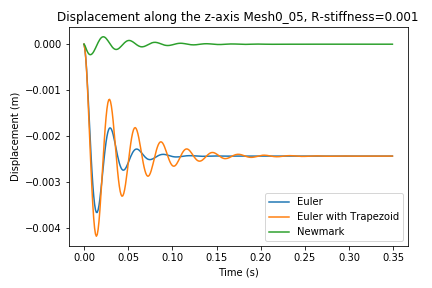 Displacement along the z-axis Mesh0_05, R-stiffness=0.001
Displacement (m)
0.000
−0.001
−0.002
−0.003
−0.004
0.00 0.05 0.10 0.15 0.20 0.25 0.30 0.35
Time (s)
Euler
Euler with Trapezoid
Newmark